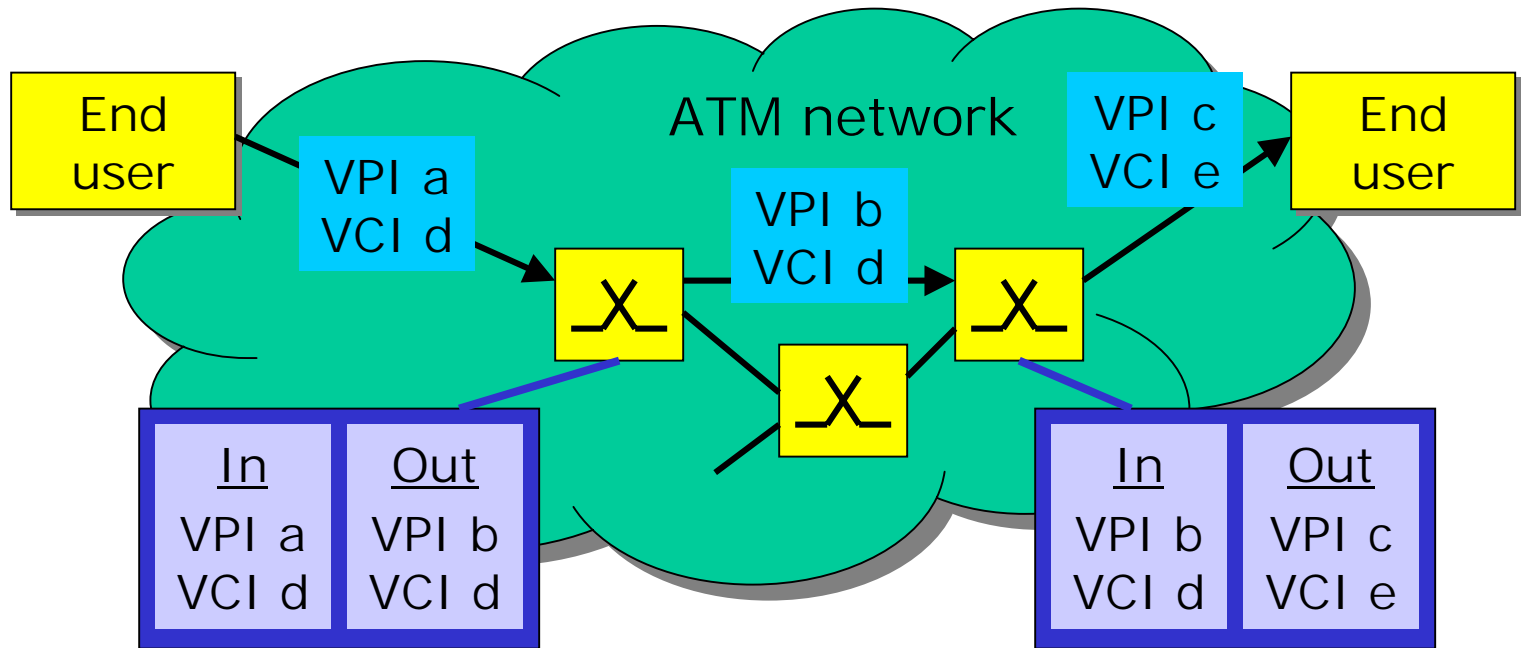 End
user
VPI a
VCI d
ATM network
VPI b
VCI d
VPI c
VCI e
End
user
In
VPI a
VCI d
Out
VPI b
VCI d
In
VPI b
VCI d
Out
VPI c
VCI e